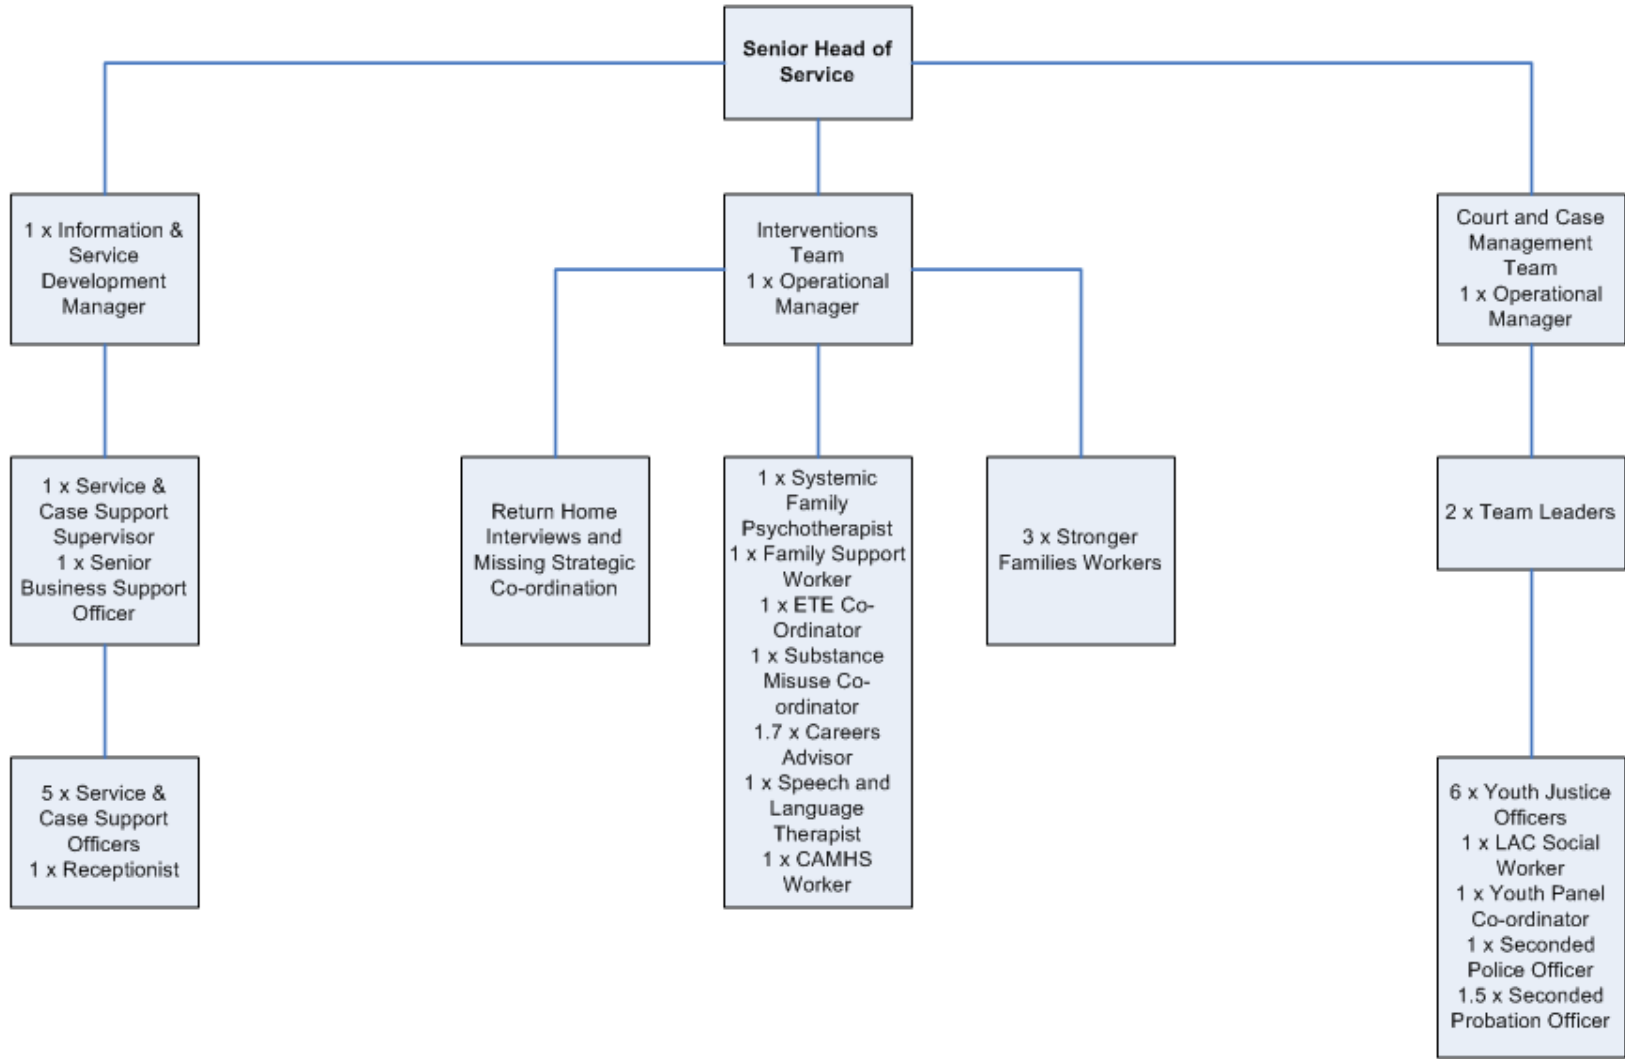 Senior Head of
Service
1 x Information &
Service
Development
Manager
Interventions
Team
1 x Operational
Manager
Court and Case
Management
Team
1 x Operational
Manager
1 x Service &
Case Support
Supervisor
1 x Senior
Business Support
Officer
Return Home
Interviews and
Missing Strategic
Co-ordination
1 x Systemic
Family
Psychotherapist
1 x Family Support
Worker
1 x ETE Co-
Ordinator
1 x Substance
Misuse Co-
ordinator
1.7 x Careers
Advisor
1 x Speech and
Language
Therapist
1 x CAMHS
Worker
3 x Stronger
Families Workers
2 x Team Leaders
5 x Service &
Case Support
Officers
1 x Receptionist
6 x Youth Justice
Officers
1 x LAC Social
Worker
1 x Youth Panel
Co-ordinator
1 x Seconded
Police Officer
1.5 x Seconded
Probation Officer